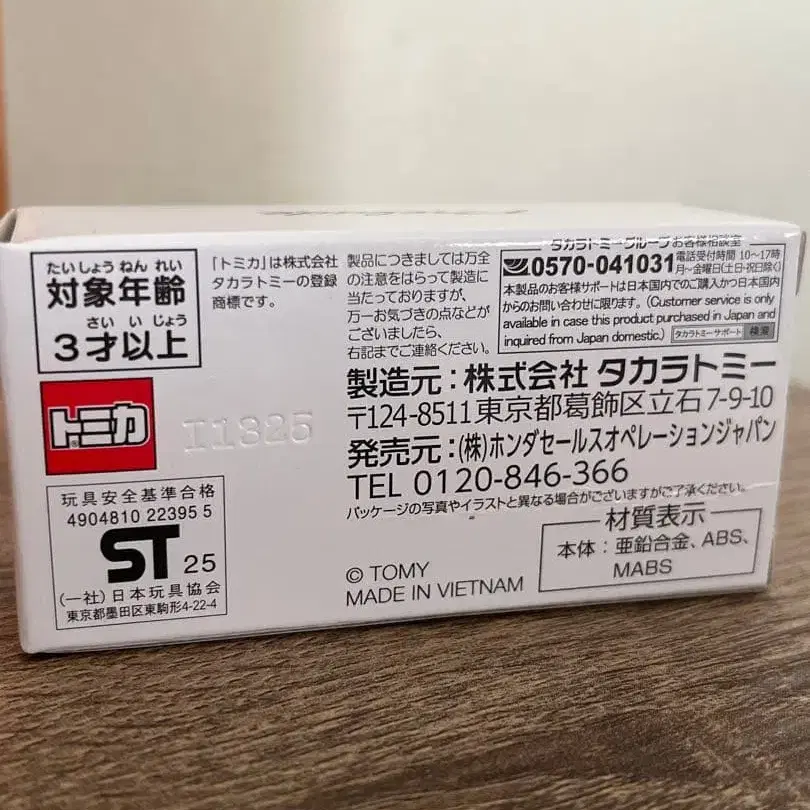 たいしょうねんれい
対象年齢
さいいじょう
3才以上
「トミカ」は株式会社
タカラトミーの登録
商標です。
製品につきましては万全
の注意をはらって製造に
当たっておりますが、
万一お気づきの点などが
ございましたら、
右記までご連絡ください。
タカラトミーグループお客様相談室
0570-041031
電話受付時間 10〜17時
月〜金曜日(土日・祝日除く)
本製品のお客様サポートは日本国内でのご購入かつ日本国内
からのお問い合わせに限ります。(Customer service is only
available in case this product purchased in Japan and
inquired from Japan domestic.) タカラトミーサポート 検索
製造元：株式会社 タカラトミー
〒124-8511 東京都葛飾区立石7-9-10
発売元：(株)ホンダセールスオペレーションジャパン
TEL 0120-846-366
パッケージの写真やイラストと異なる場合がございますがご了承ください。
トミカ®
I1325
玩具安全基準合格
4904810 22395 5
ST 25
(一社)日本玩具協会
東京都墨田区東駒形4-22-4
© TOMY
MADE IN VIETNAM
材質表示
本体：亜鉛合金、ABS、
MABS